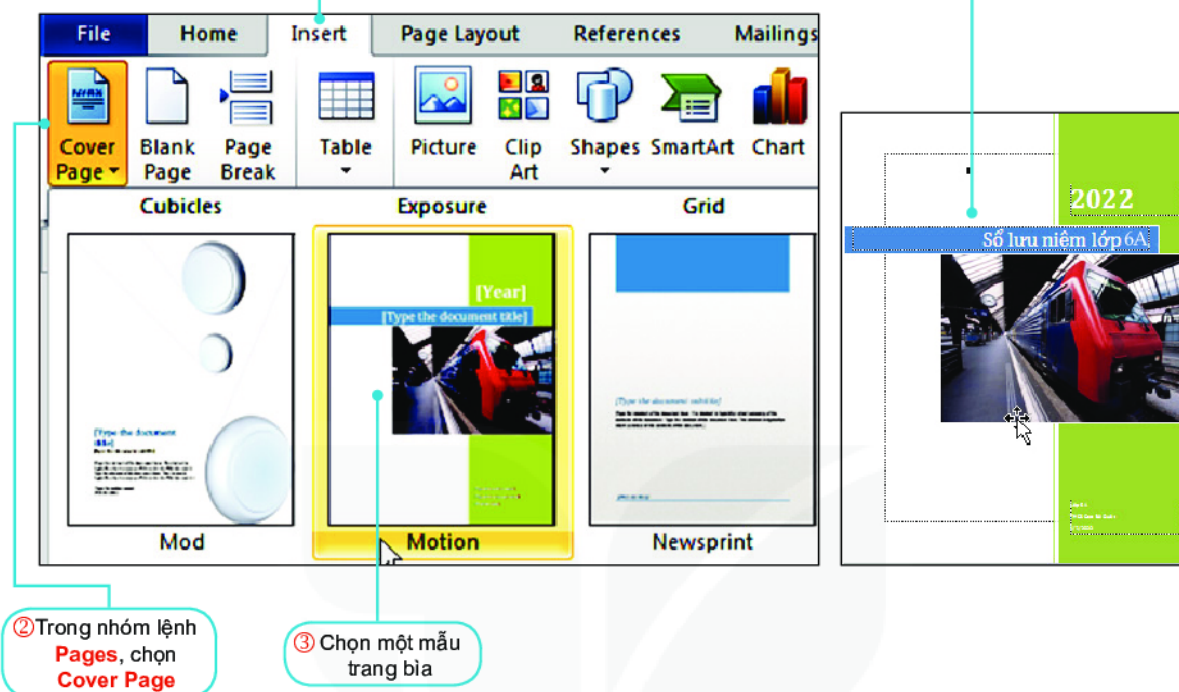 File Home Insert Page Layout References Mailings
Cover Page
Blank Page
Page Break
Table
Picture
Clip Art
Shapes
SmartArt
Chart
Cubicles Exposure Grid
[Type the document title]
[Year]
[Type the document title]
[Type the document subtitle]
Mod Motion Newsprint
2022
Sổ lưu niệm lớp 6A
②Trong nhóm lệnh
Pages, chọn
Cover Page
③ Chọn một mẫu
trang bìa